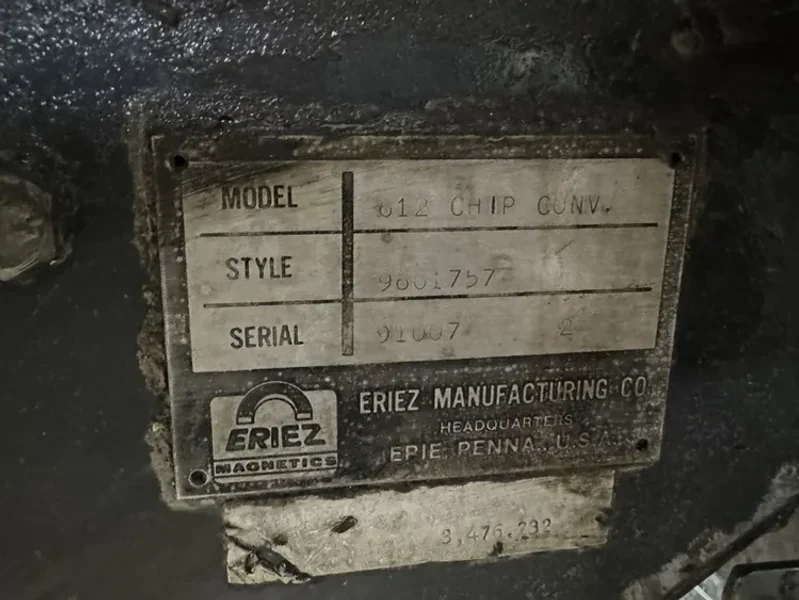 MODEL 612 CHIP CONV.
STYLE 9801757
SERIAL 91007 2
ERIEZ MAGNETICS
ERIEZ MANUFACTURING CO.
HEADQUARTERS
ERIE PENNA., U.S.A.
3,476,232